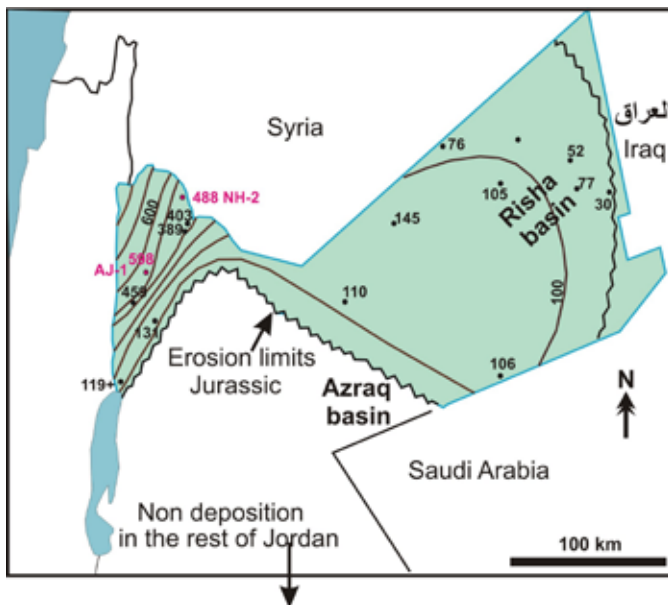 العراق
Iraq
Syria
76
52
488 NH-2
600
403
389
105
77
30
Risha
basin
145
598
AJ-1
459
110
100
131
106
119+
Erosion limits
Jurassic
Azraq
basin
N
Saudi Arabia
Non deposition
in the rest of Jordan
100 km